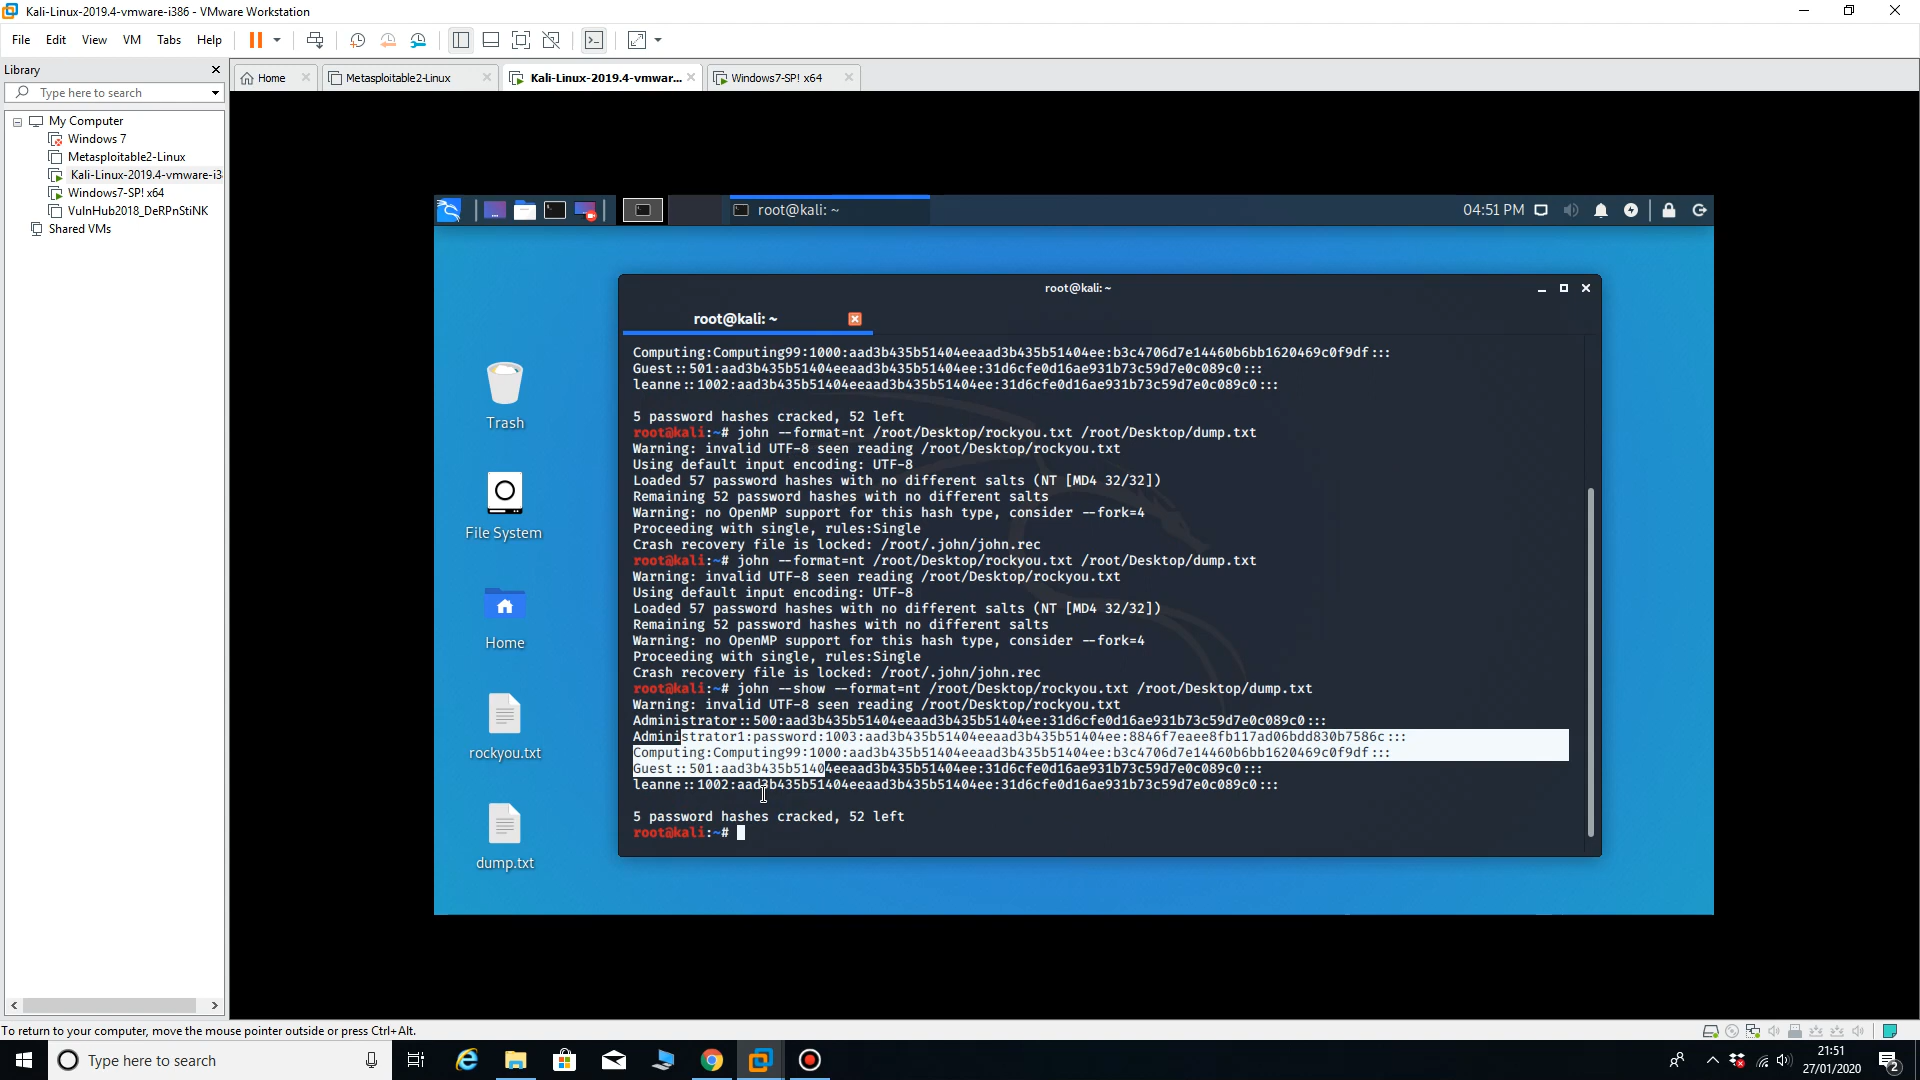 Kali-Linux-2019.4-vmware-i386 - VMware Workstation
File Edit View VM Tabs Help
Library
Type here to search
Home
Metasploitable2-Linux
Kali-Linux-2019.4-vmwar...
Windows7-SP! x64
My Computer
Windows 7
Metasploitable2-Linux
Kali-Linux-2019.4-vmware-i3
Windows7-SP! x64
VulnHub2018_DeRPnStiNK
Shared VMs
root@kali: ~
04:51 PM
root@kali: ~
root@kali: ~
Trash
File System
Home
rockyou.txt
dump.txt
Computing:Computing99:1000:aad3b435b51404eeaad3b435b51404ee:b3c4706d7e14460b6bb1620469c0f9df:::
Guest::501:aad3b435b51404eeaad3b435b51404ee:31d6cfe0d16ae931b73c59d7e0c089c0:::
leanne::1002:aad3b435b51404eeaad3b435b51404ee:31d6cfe0d16ae931b73c59d7e0c089c0:::
5 password hashes cracked, 52 left
root@kali:~# john --format=nt /root/Desktop/rockyou.txt /root/Desktop/dump.txt
Warning: invalid UTF-8 seen reading /root/Desktop/rockyou.txt
Using default input encoding: UTF-8
Loaded 57 password hashes with no different salts (NT [MD4 32/32])
Remaining 52 password hashes with no different salts
Warning: no OpenMP support for this hash type, consider --fork=4
Proceeding with single, rules:Single
Crash recovery file is locked: /root/.john/john.rec
root@kali:~# john --format=nt /root/Desktop/rockyou.txt /root/Desktop/dump.txt
Warning: invalid UTF-8 seen reading /root/Desktop/rockyou.txt
Using default input encoding: UTF-8
Loaded 57 password hashes with no different salts (NT [MD4 32/32])
Remaining 52 password hashes with no different salts
Warning: no OpenMP support for this hash type, consider --fork=4
Proceeding with single, rules:Single
Crash recovery file is locked: /root/.john/john.rec
root@kali:~# john --show --format=nt /root/Desktop/rockyou.txt /root/Desktop/dump.txt
Warning: invalid UTF-8 seen reading /root/Desktop/rockyou.txt
Administrator::500:aad3b435b51404eeaad3b435b51404ee:31d6cfe0d16ae931b73c59d7e0c089c0:::
Administrator1:password:1003:aad3b435b51404eeaad3b435b51404ee:8846f7eaee8fb117ad06bdd830b7586c:::
Computing:Computing99:1000:aad3b435b51404eeaad3b435b51404ee:b3c4706d7e14460b6bb1620469c0f9df:::
Guest::501:aad3b435b51404eeaad3b435b51404ee:31d6cfe0d16ae931b73c59d7e0c089c0:::
leanne::1002:aad3b435b51404eeaad3b435b51404ee:31d6cfe0d16ae931b73c59d7e0c089c0:::
5 password hashes cracked, 52 left
root@kali:~#
To return to your computer, move the mouse pointer outside or press Ctrl+Alt.
Type here to search
21:51
27/01/2020
2